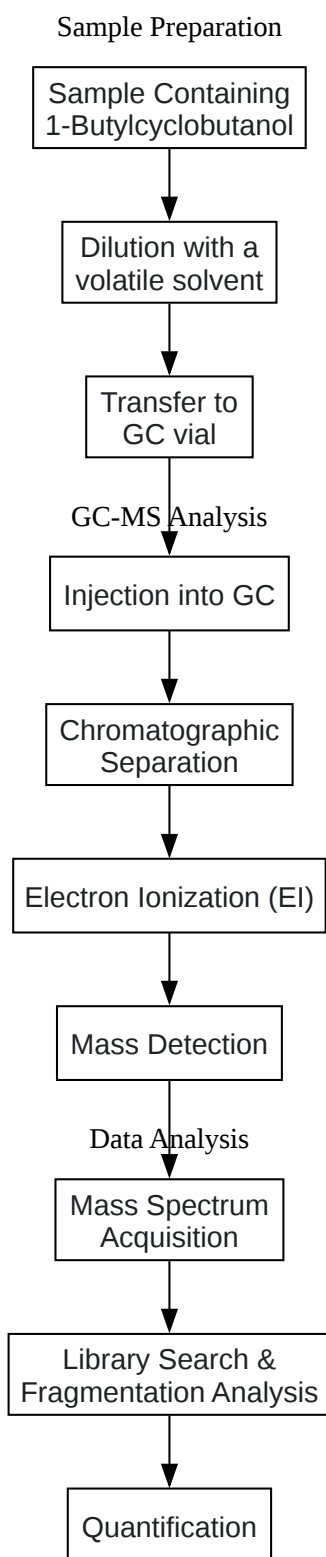 Sample Preparation
Sample Containing
1-Butylcyclobutanol
Dilution with a
volatile solvent
Transfer to
GC vial
GC-MS Analysis
Injection into GC
Chromatographic
Separation
Electron Ionization (EI)
Mass Detection
Data Analysis
Mass Spectrum
Acquisition
Library Search &
Fragmentation Analysis
Quantification